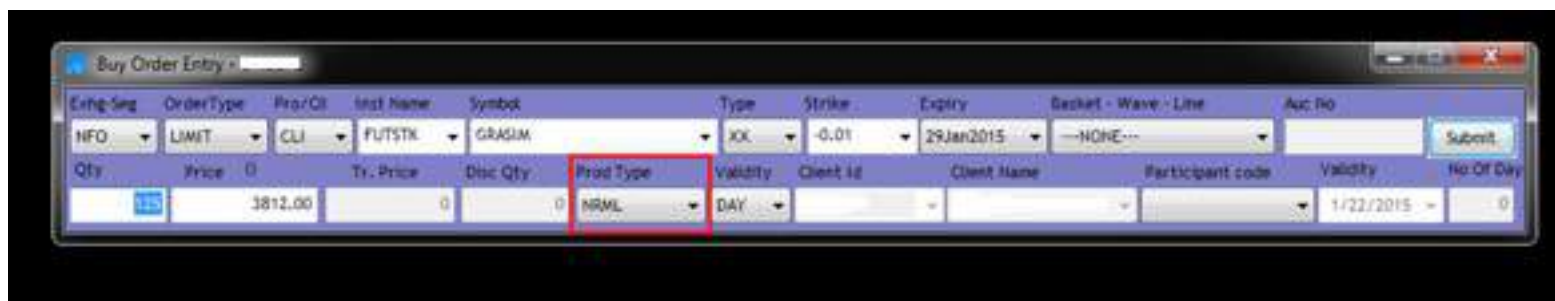 Buy Order Entry -
Exhg-Seg OrderType Pro/Cli Inst Name Symbol Type Strike Expiry Basket - Wave - Line Auc No
NFO LIMIT CLI FUTSTK GRASIM XX -0.01 29Jan2015 ---NONE--- Submit
Qty Price Tr. Price Disc Qty Prod Type Validity Client Id Client Name Participant code Validity No Of Day
125 3812.00 0 0 NRML DAY 1/22/2015 0